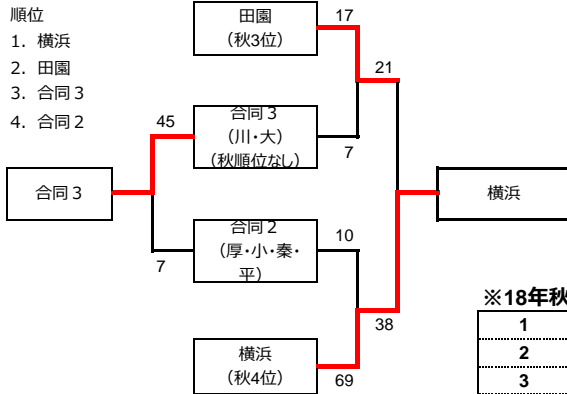 順位
1. 横浜
2. 田園
3. 合同３
4. 合同２
田園
（秋3位）
17
21
45
合同３
（川・大）
（秋順位なし）
7
合同３
横浜
合同２
（厚・小・秦・
平）
10
7
38
横浜
（秋4位）
69
※18年秋
1
2
3